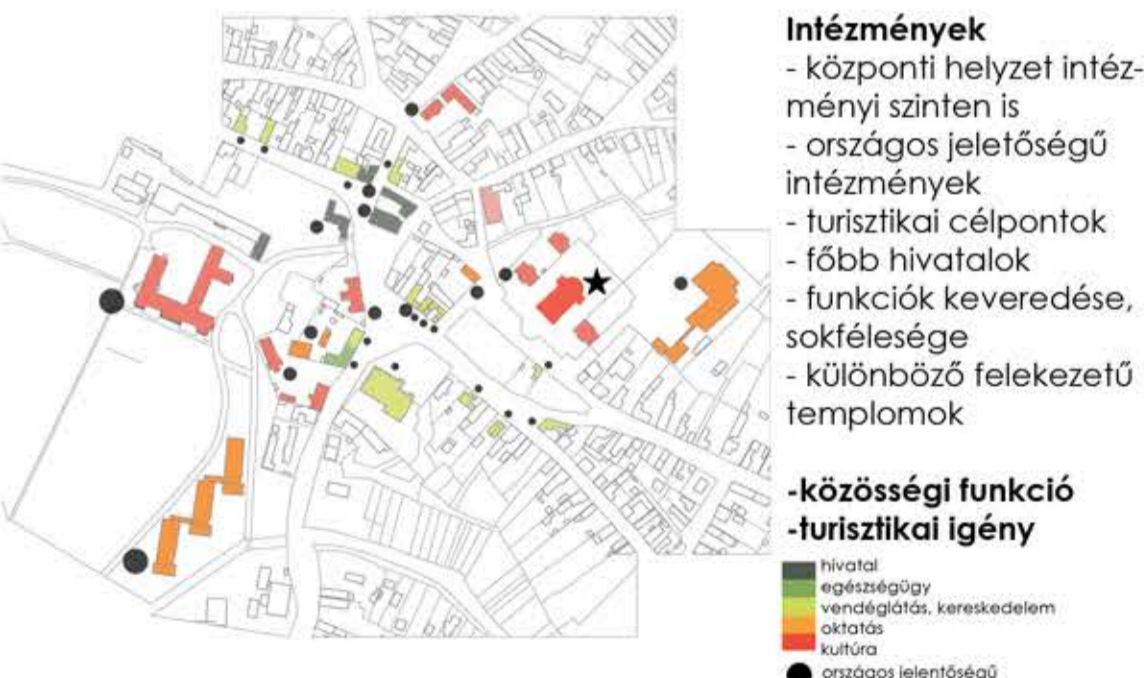 Intézmények
- központi helyzet intéz-
ményi szinten is
- országos jeletőségű
intézmények
- turisztikai célpontok
- főbb hivatalok
- funkciók keveredése,
sokfélesége
- különböző felekezetű
templomok
-közösségi funkció
-turisztikai igény
hivatal
egészségügy
vendéglátás, kereskedelem
oktatás
kultúra
országos jelentőségű